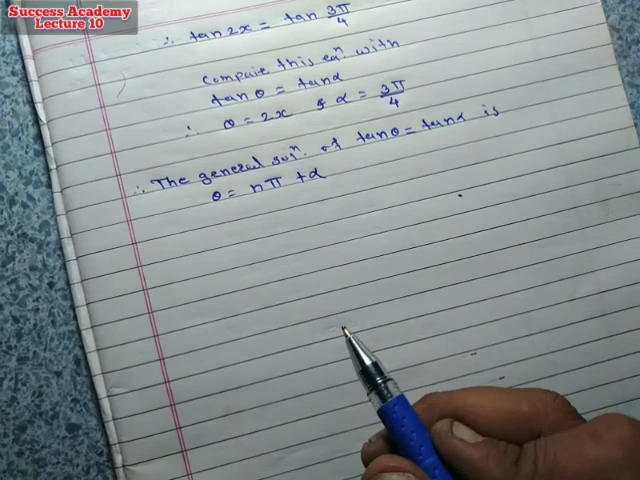 Success Academy
Lecture 10
∴ tan 2x = tan 3π/4
Compare this eqⁿ. with
tan θ = tan α
∴ θ = 2x & α = 3π/4
∴ The general solⁿ. of tan θ = tan α is
θ = nπ + α